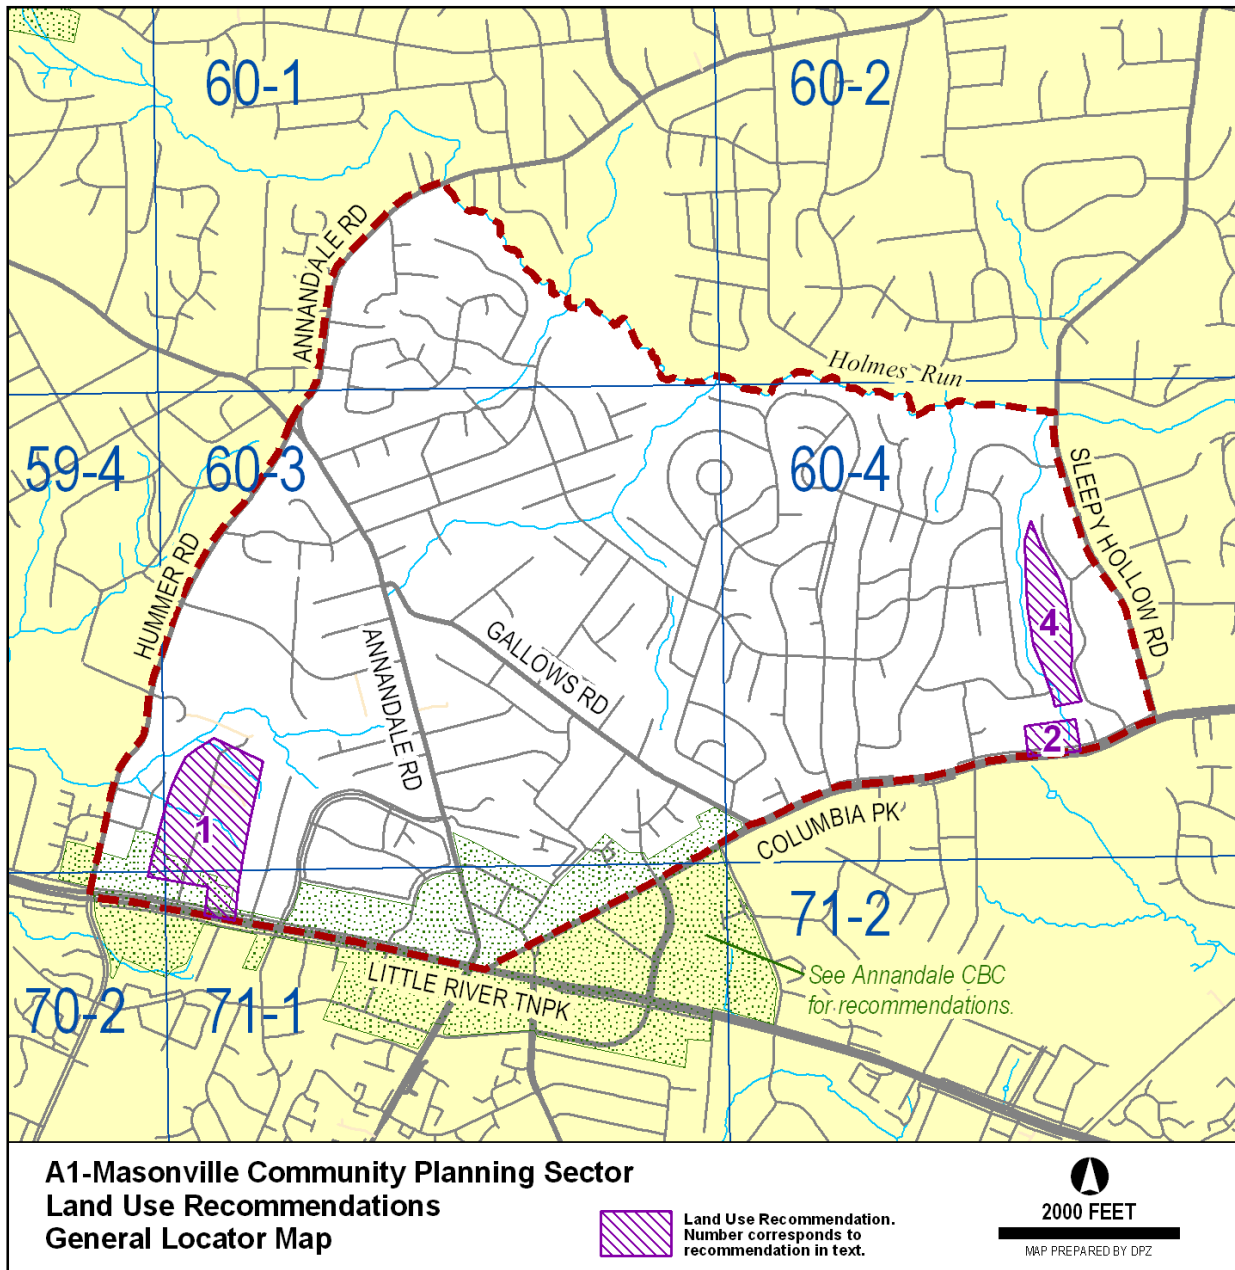 60-1
60-2
ANNANDALE RD
Holmes Run
59-4
60-3
60-4
SLEEPY HOLLOW RD
HUMMER RD
ANNANDALE RD
GALLOWS RD
4
2
1
COLUMBIA PK
71-2
See Annandale CBC
for recommendations.
LITTLE RIVER TNPK
70-2
71-1
A1-Masonville Community Planning Sector
Land Use Recommendations
General Locator Map
Land Use Recommendation.
Number corresponds to
recommendation in text.
2000 FEET
MAP PREPARED BY DPZ